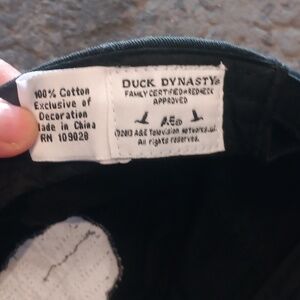 100% Cotton
Exclusive of
Decoration
Made in China
RN 109020
DUCK DYNASTY®
FAMILY CERTIFIED REDNECK
APPROVED
A&E
©2013 A&E Television Networks, LLC.
All rights reserved.